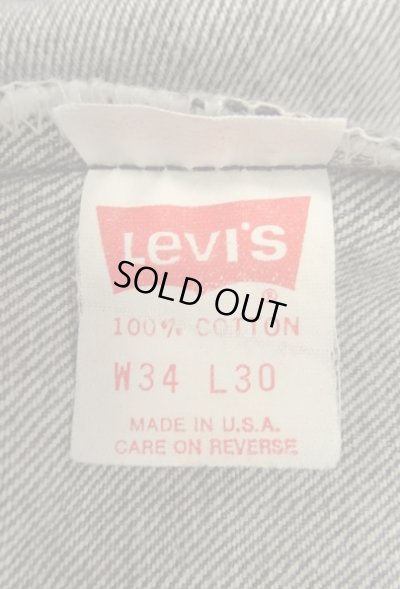 LEVI'S
®
SOLD OUT
100% COTTON
W34 L30
MADE IN U.S.A.
CARE ON REVERSE